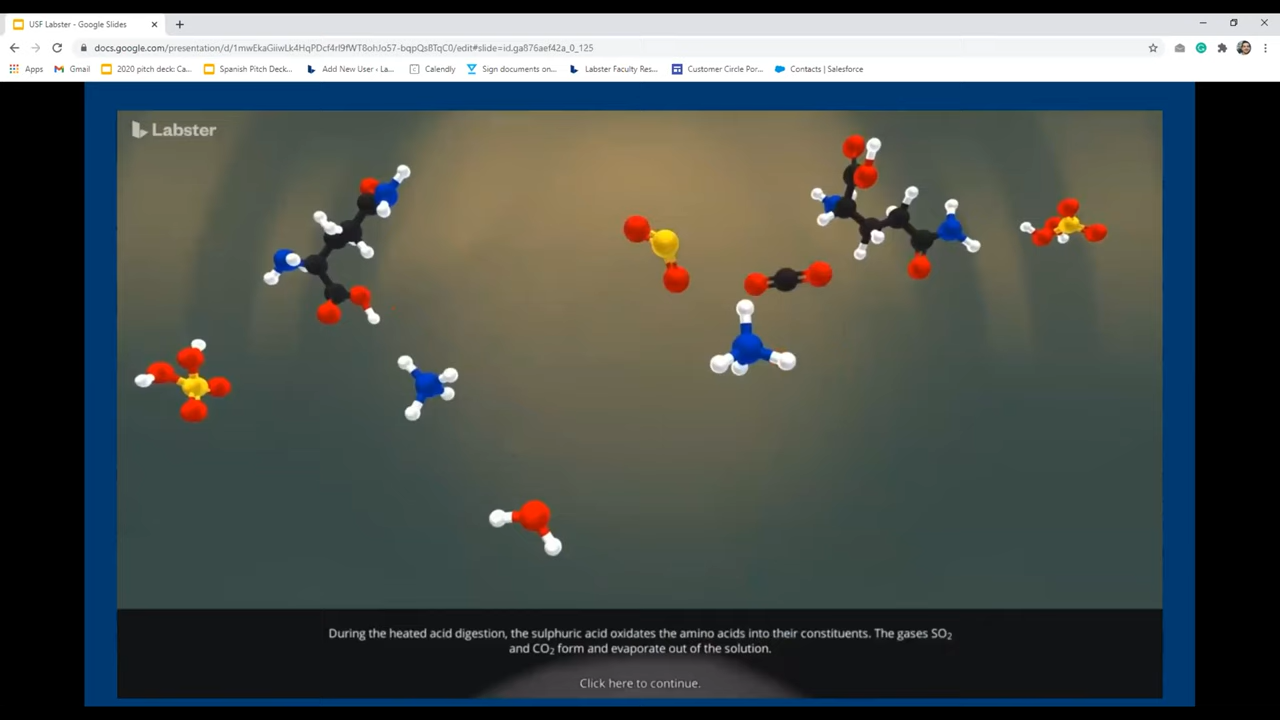 USF Labster - Google Slides
docs.google.com/presentation/d/1mwEkaGiiwLk4HqPDcf4rl9fWT8ohJo57-bqpQsBTqC0/edit#slide=id.ga876aef42a_0_125
Apps Gmail 2020 pitch deck: Ca... Spanish Pitch Deck... Add New User ‹ La... Calendly Sign documents on... Labster Faculty Res... Customer Circle Por... Contacts | Salesforce
Labster
During the heated acid digestion, the sulphuric acid oxidates the amino acids into their constituents. The gases SO₂
and CO₂ form and evaporate out of the solution.
Click here to continue.